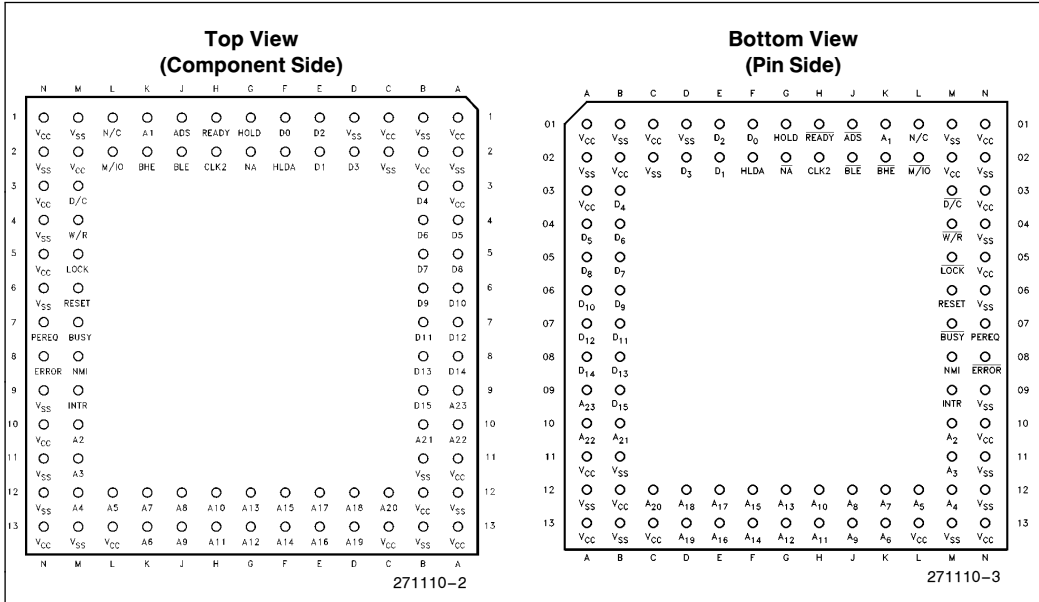 Top View
(Component Side)
N M L K J H G F E D C B A
1 1
VCC VSS N/C A1 ADS READY HOLD D0 D2 VSS VCC VSS VCC
2 2
VSS VCC M/IO BHE BLE CLK2 NA HLDA D1 D3 VSS VCC VSS
3 3
VCC D/C D4 VCC
4 4
VSS W/R D6 D5
5 5
VCC LOCK D7 D8
6 6
VSS RESET D9 D10
7 7
PEREQ BUSY D11 D12
8 8
ERROR NMI D13 D14
9 9
VSS INTR D15 A23
10 10
VCC A2 A21 A22
11 11
VSS A3 VSS VCC
12 12
VSS A4 A5 A7 A8 A10 A13 A15 A17 A18 A20 VCC VSS
13 13
VCC VSS VCC A6 A9 A11 A12 A14 A16 A19 VCC VSS VCC
N M L K J H G F E D C B A
271110-2
Bottom View
(Pin Side)
A B C D E F G H J K L M N
01 01
VCC VSS VCC VSS D2 D0 HOLD READY ADS A1 N/C VSS VCC
02 02
VSS VCC VSS D3 D1 HLDA NA CLK2 BLE BHE M/IO VCC VSS
03 03
VCC D4 D/C VCC
04 04
D5 D6 W/R VSS
05 05
D8 D7 LOCK VCC
06 06
D10 D9 RESET VSS
07 07
D12 D11 BUSY PEREQ
08 08
D14 D13 NMI ERROR
09 09
A23 D15 INTR VSS
10 10
A22 A21 A2 VCC
11 11
VCC VSS A3 VSS
12 12
VSS VCC A20 A18 A17 A15 A13 A10 A8 A7 A5 A4 VSS
13 13
VCC VSS VCC A19 A16 A14 A12 A11 A9 A6 VCC VSS VCC
A B C D E F G H J K L M N
271110-3